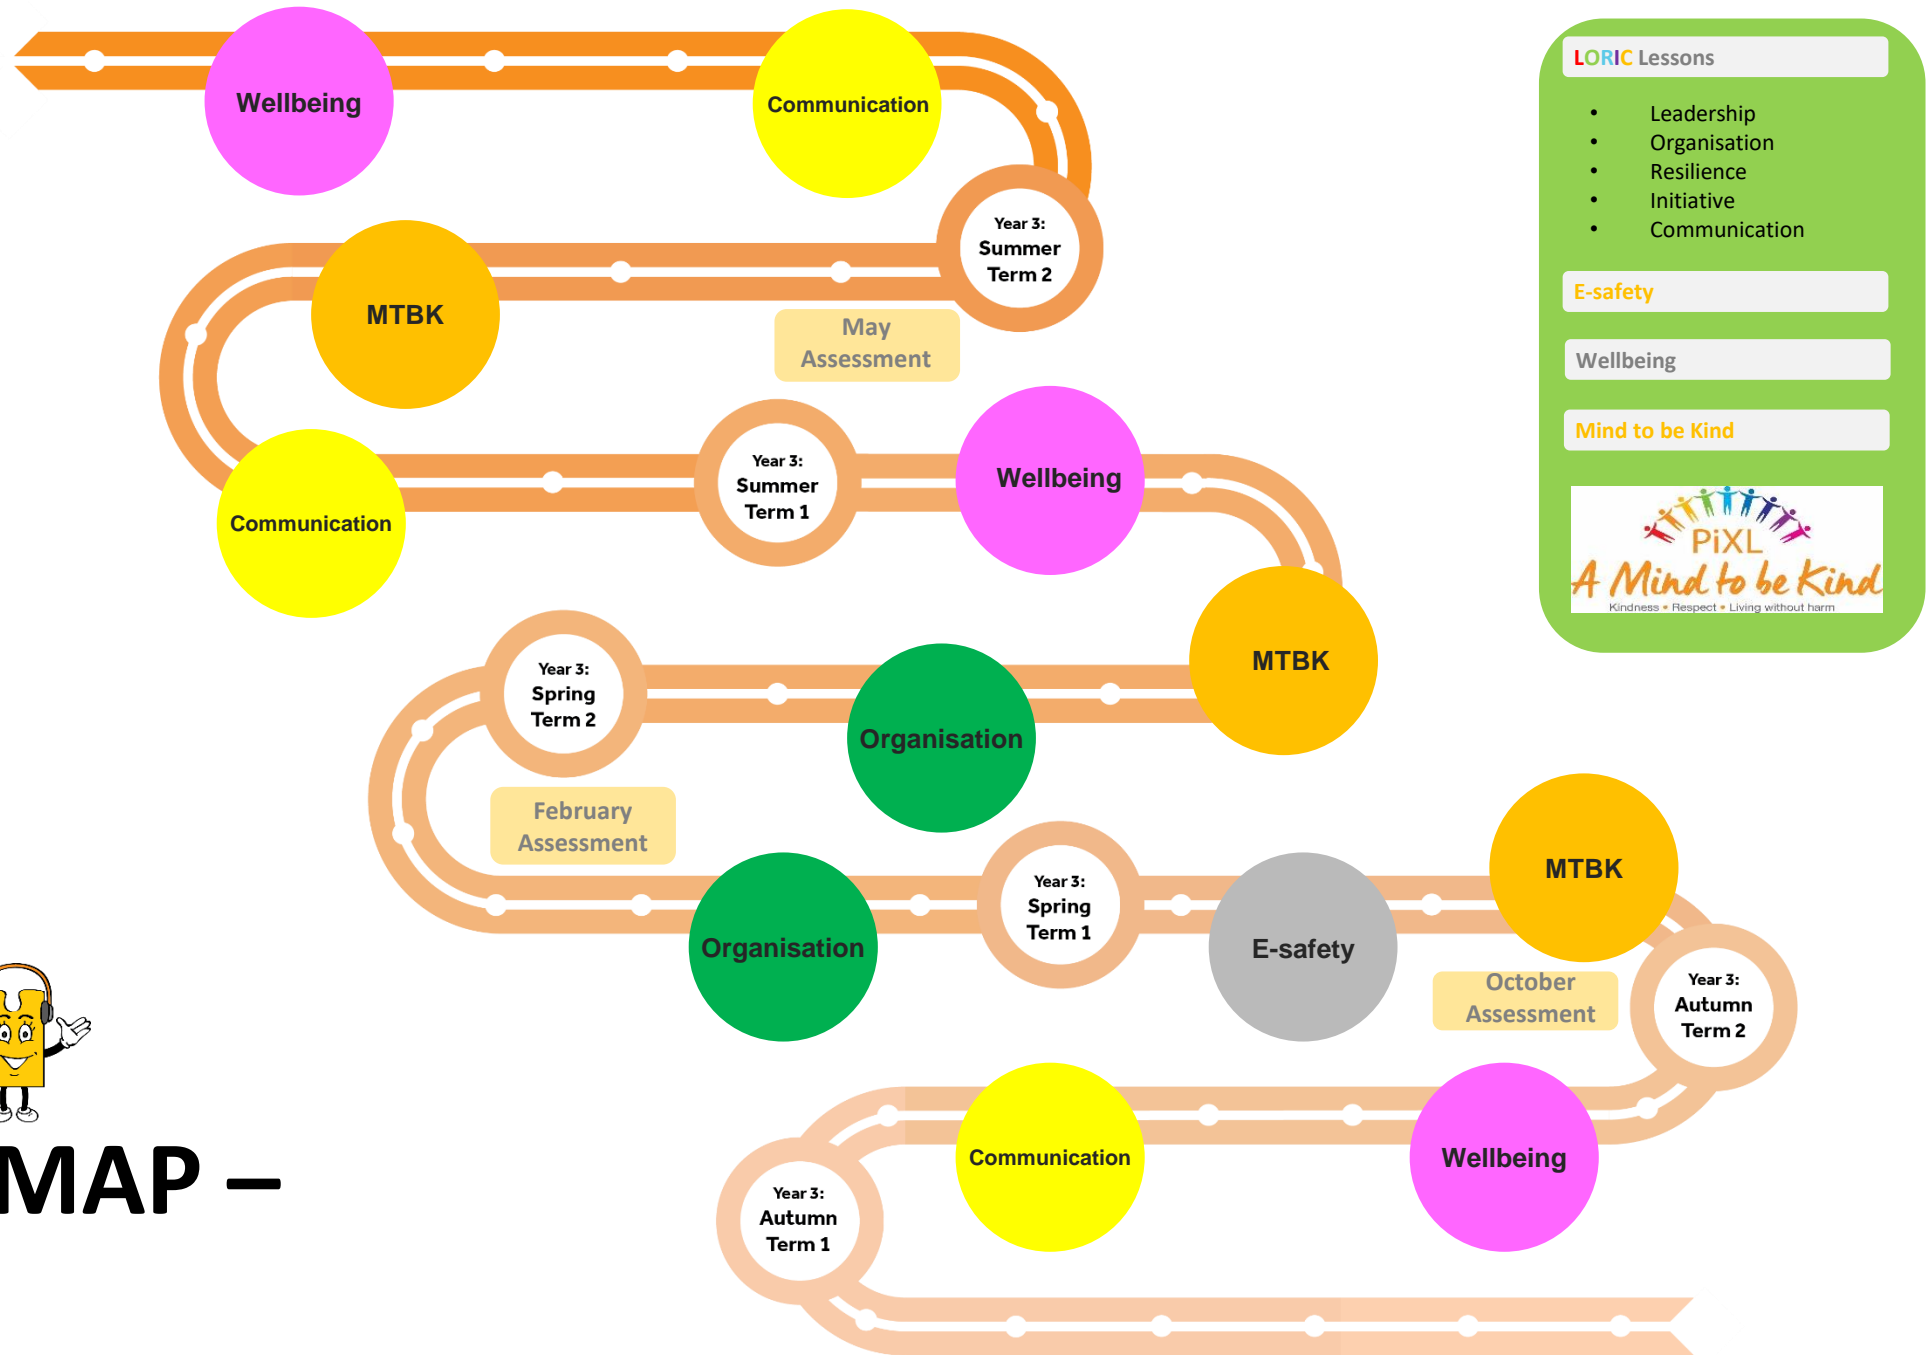 Wellbeing
Communication
LORIC Lessons
• Leadership
• Organisation
• Resilience
• Initiative
• Communication
E-safety
Wellbeing
Mind to be Kind
PiXL
A Mind to be Kind
Kindness • Respect • Living without harm
Year 3:
Summer
Term 2
MTBK
May
Assessment
Communication
Year 3:
Summer
Term 1
Wellbeing
MTBK
Year 3:
Spring
Term 2
Organisation
February
Assessment
Organisation
Year 3:
Spring
Term 1
E-safety
MTBK
October
Assessment
Year 3:
Autumn
Term 2
Communication
Wellbeing
Year 3:
Autumn
Term 1
MAP –